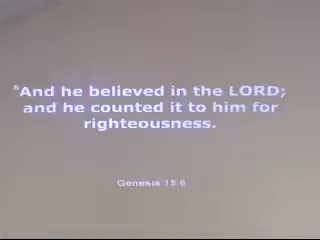 ⁶And he believed in the LORD;
and he counted it to him for
righteousness.
Genesis 15:6